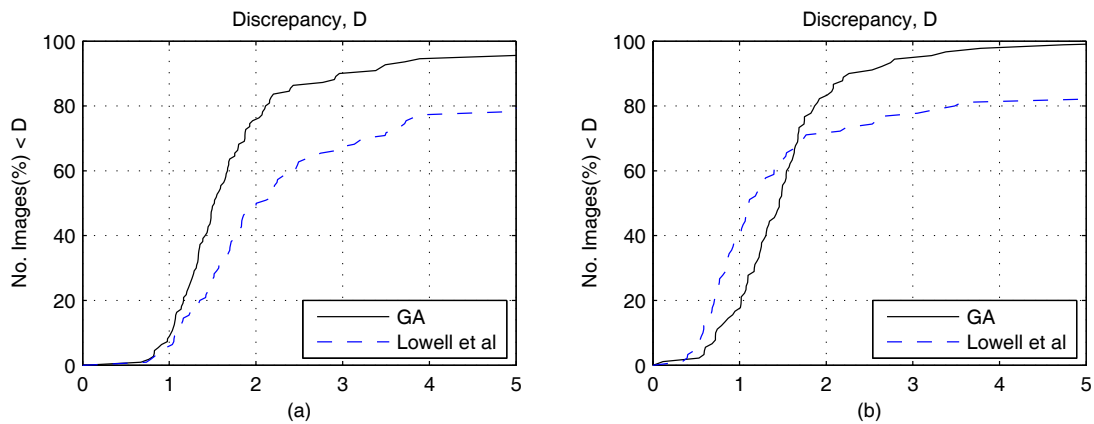 Discrepancy, D
No. Images(%) < D
100
80
60
40
20
0
0 1 2 3 4 5
GA
Lowell et al
(a)
Discrepancy, D
No. Images(%) < D
100
80
60
40
20
0
0 1 2 3 4 5
GA
Lowell et al
(b)